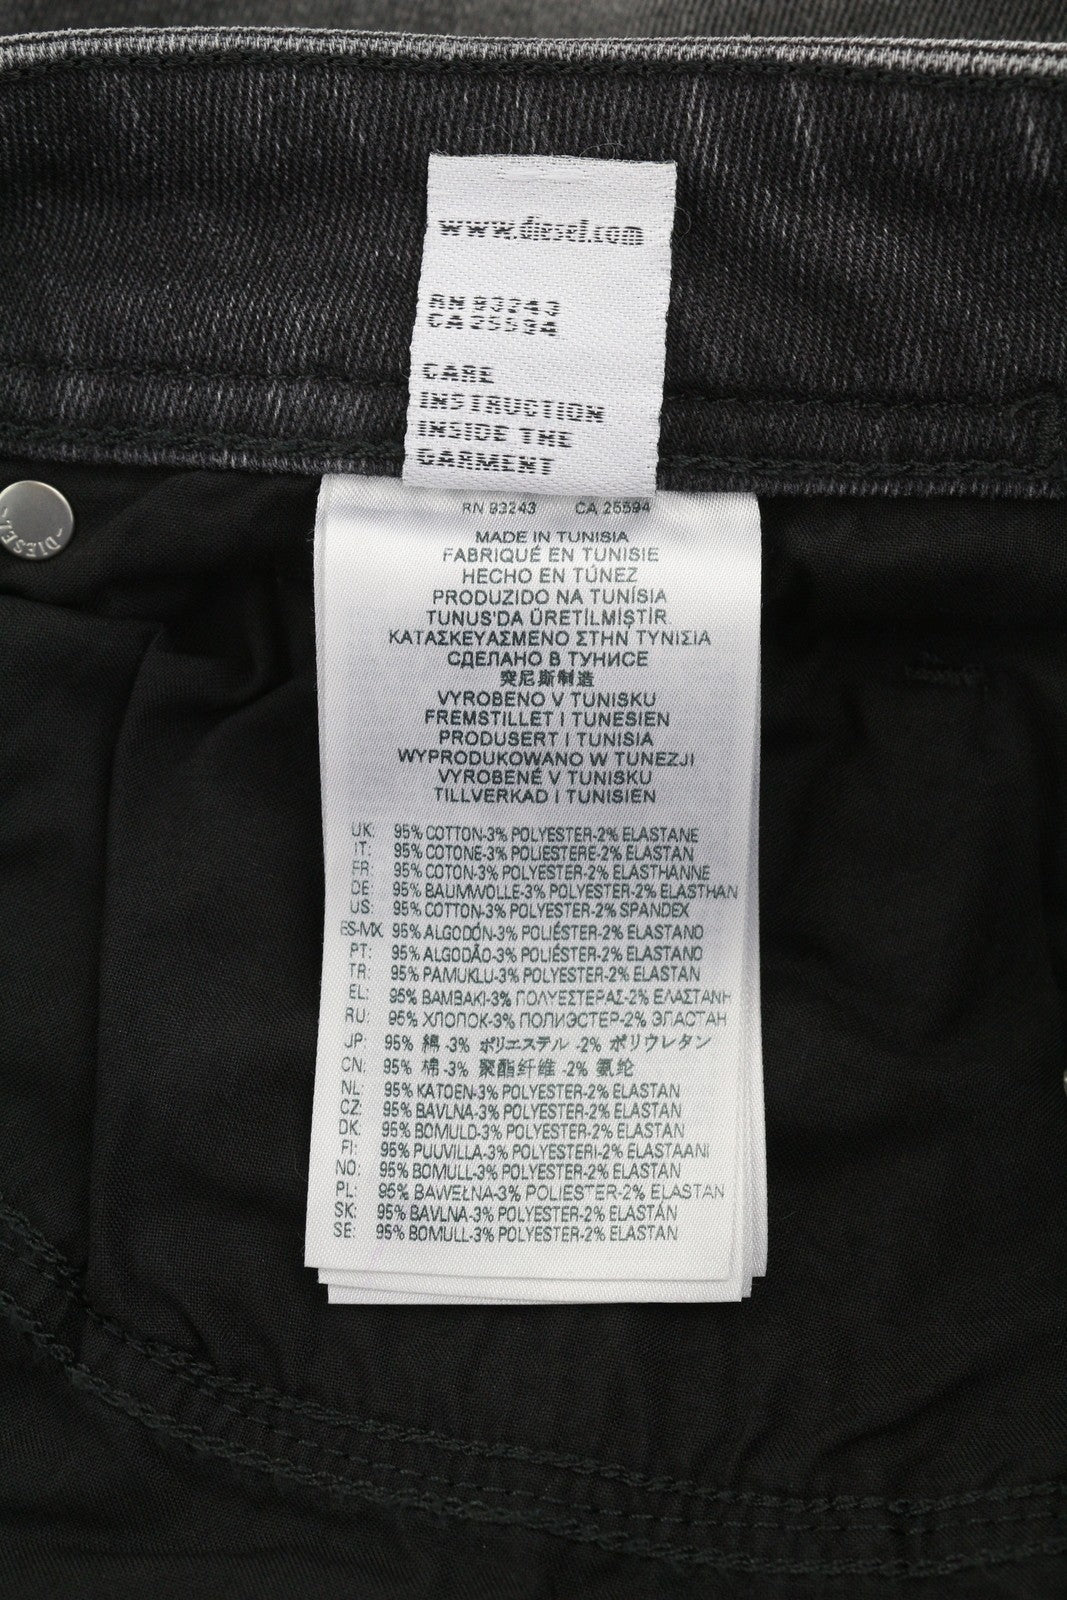 www.diesel.com
RN 93243
CA 25594
CARE
INSTRUCTION
INSIDE THE
GARMENT
DIESEL
RN 93243 CA 25594
MADE IN TUNISIA
FABRIQUÉ EN TUNISIE
HECHO EN TÚNEZ
PRODUZIDO NA TUNÍSIA
TUNUS'DA ÜRETİLMİŞTİR
ΚΑΤΑΣΚΕΥΑΣΜΕΝΟ ΣΤΗΝ ΤΥΝΙΣΙΑ
СДЕЛАНО В ТУНИСЕ
突尼斯制造
VYROBENO V TUNISKU
FREMSTILLET I TUNESIEN
PRODUSERT I TUNISIA
WYPRODUKOWANO W TUNEZJI
VYROBENÉ V TUNISKU
TILLVERKAD I TUNISIEN
UK: 95% COTTON-3% POLYESTER-2% ELASTANE
IT: 95% COTONE-3% POLIESTERE-2% ELASTAN
FR: 95% COTON-3% POLYESTER-2% ELASTHANNE
DE: 95% BAUMWOLLE-3% POLYESTER-2% ELASTHAN
US: 95% COTTON-3% POLYESTER-2% SPANDEX
ES-MX: 95% ALGODÓN-3% POLIÉSTER-2% ELASTANO
PT: 95% ALGODÃO-3% POLIÉSTER-2% ELASTANO
TR: 95% PAMUKLU-3% POLYESTER-2% ELASTAN
EL: 95% ΒΑΜΒΑΚΙ-3% ΠΟΛΥΕΣΤΕΡΑΣ-2% ΕΛΑΣΤΑΝΗ
RU: 95% ХЛОПОК-3% ПОЛИЭСТЕР-2% ЭЛАСТАН
JP: 95% 綿 -3% ポリエステル -2% ポリウレタン
CN: 95% 棉 -3% 聚酯纤维 -2% 氨纶
NL: 95% KATOEN-3% POLYESTER-2% ELASTAN
CZ: 95% BAVLNA-3% POLYESTER-2% ELASTAN
DK: 95% BOMULD-3% POLYESTER-2% ELASTAN
FI: 95% PUUVILLA-3% POLYESTERI-2% ELASTAANI
NO: 95% BOMULL-3% POLYESTER-2% ELASTAN
PL: 95% BAWEŁNA-3% POLIESTER-2% ELASTAN
SK: 95% BAVLNA-3% POLYESTER-2% ELASTÁN
SE: 95% BOMULL-3% POLYESTER-2% ELASTAN